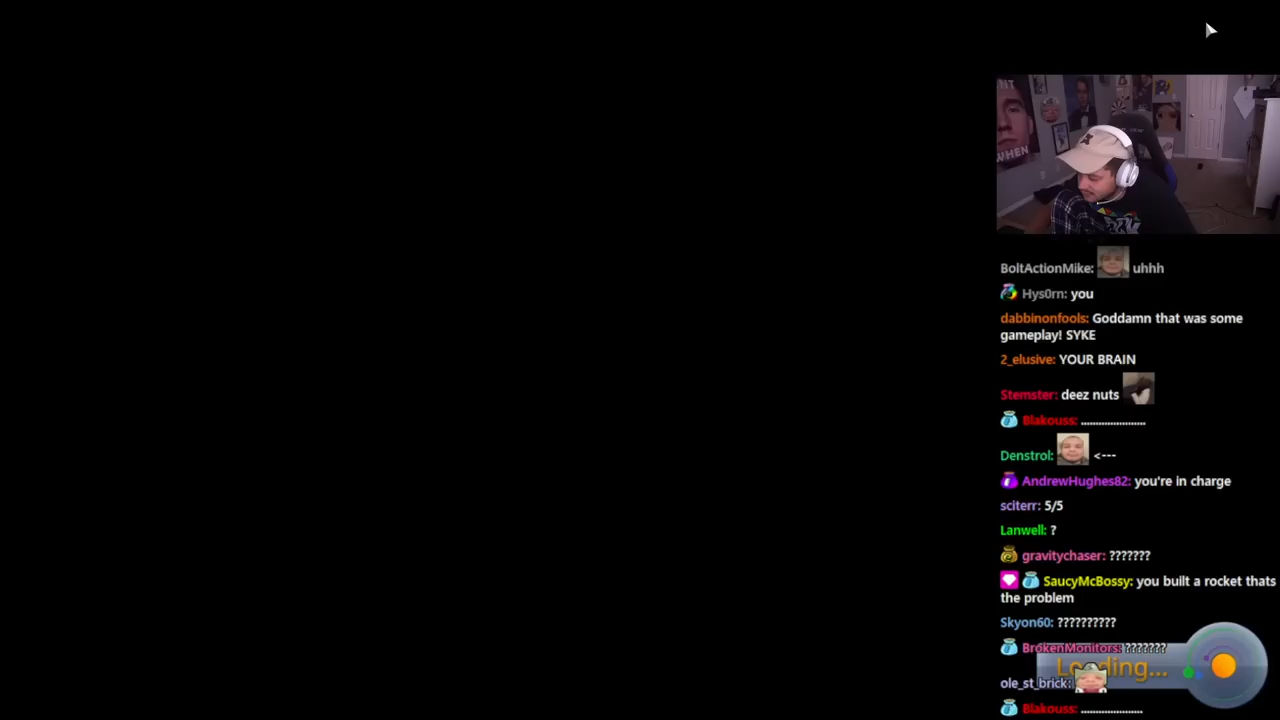 NT
WHEN
BoltActionMike: uhhh
Hys0rn: you
dabbinonfools: Goddamn that was some
gameplay! SYKE
2_elusive: YOUR BRAIN
Stemster: deez nuts
Blakouss: ......................
Denstrol: <---
AndrewHughes82: you're in charge
sciterr: 5/5
Lanwell: ?
gravitychaser: ???????
SaucyMcBossy: you built a rocket thats
the problem
Skyon60: ??????????
BrokenMonitors: ???????
Loading...
ole_st_brick:
Blakouss: .....................